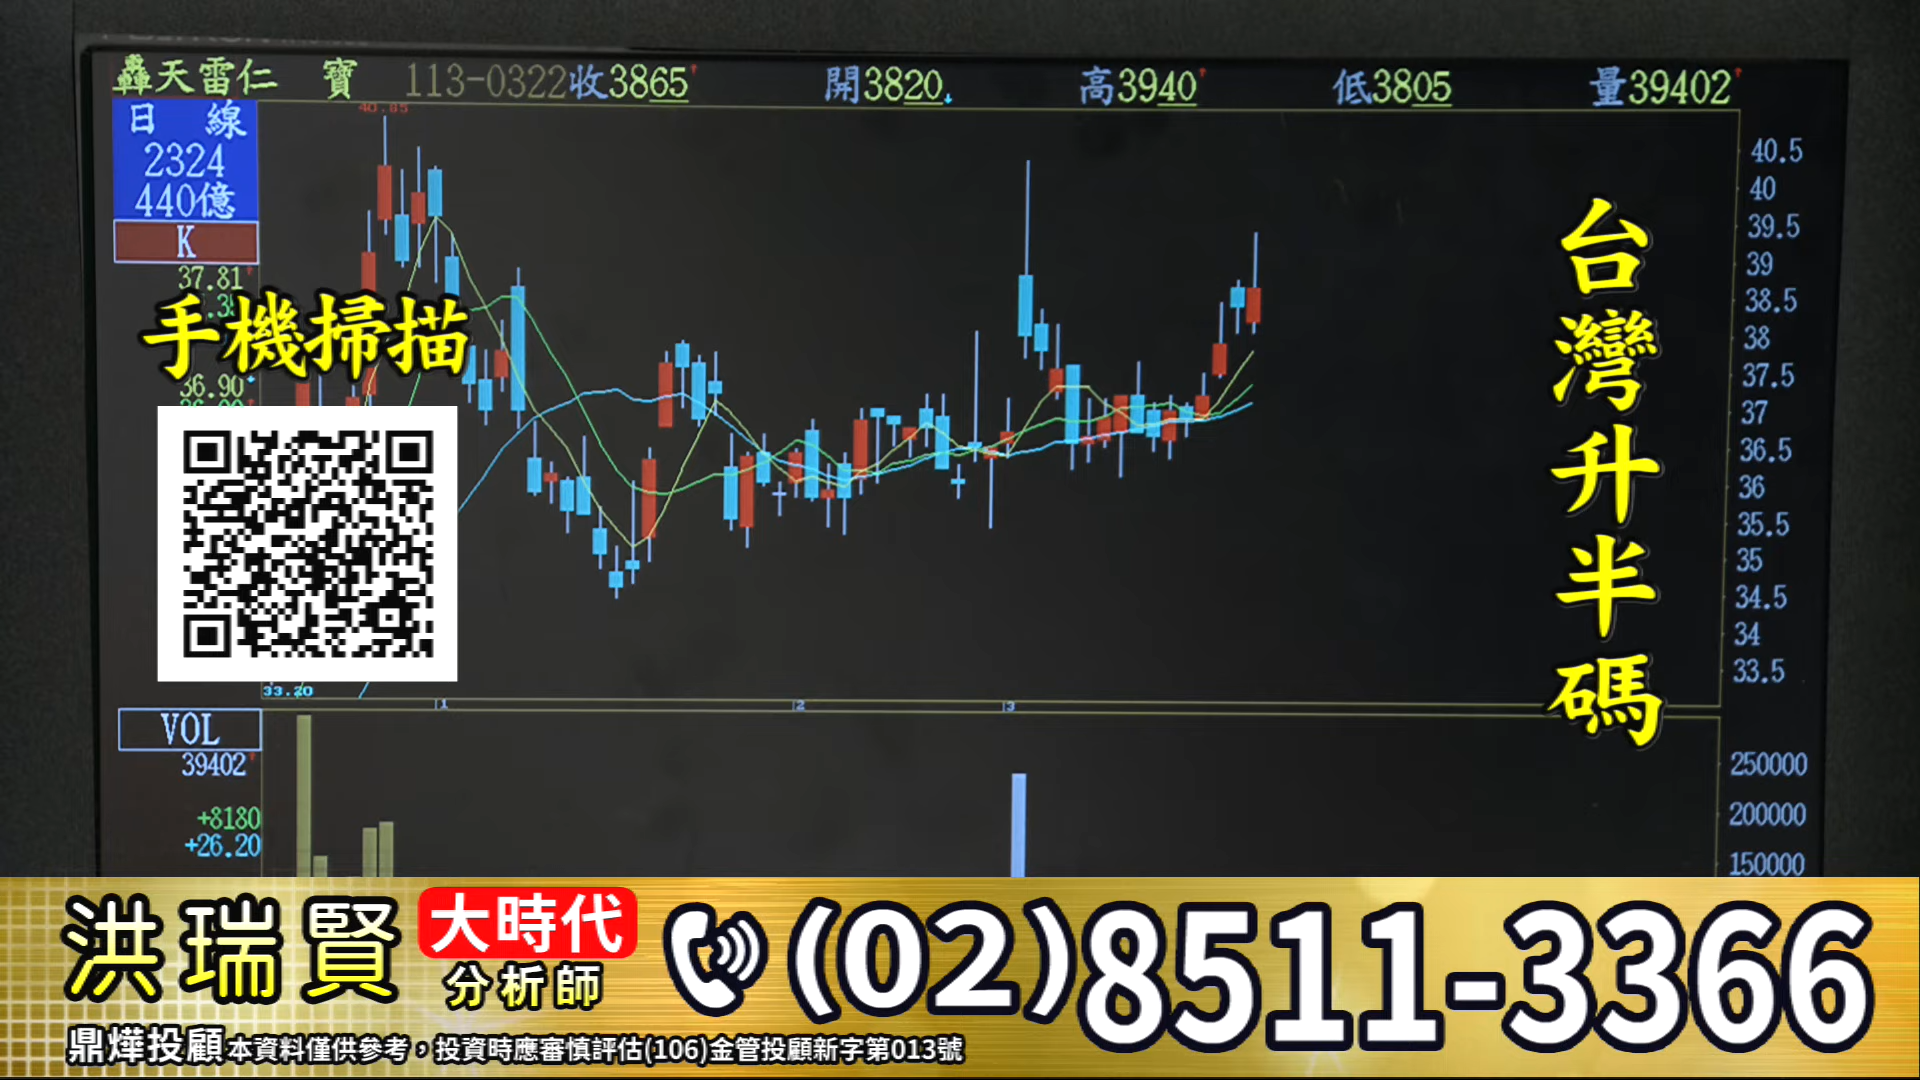 轟天雷仁 寶 113-0322收3865 開3820 高3940 低3805 量39402
日 線
2324
440億
K
37.81
36.90
40.85
手機掃描
40.5
40
39.5
39
38.5
38
37.5
37
36.5
36
35.5
35
34.5
34
33.5
台灣升半碼
33.20
1 2 3
VOL
39402
+8180
+26.20
250000
200000
150000
洪瑞賢
大時代
分析師
(02)8511-3366
鼎燁投顧 本資料僅供參考，投資時應審慎評估(106)金管投顧新字第013號